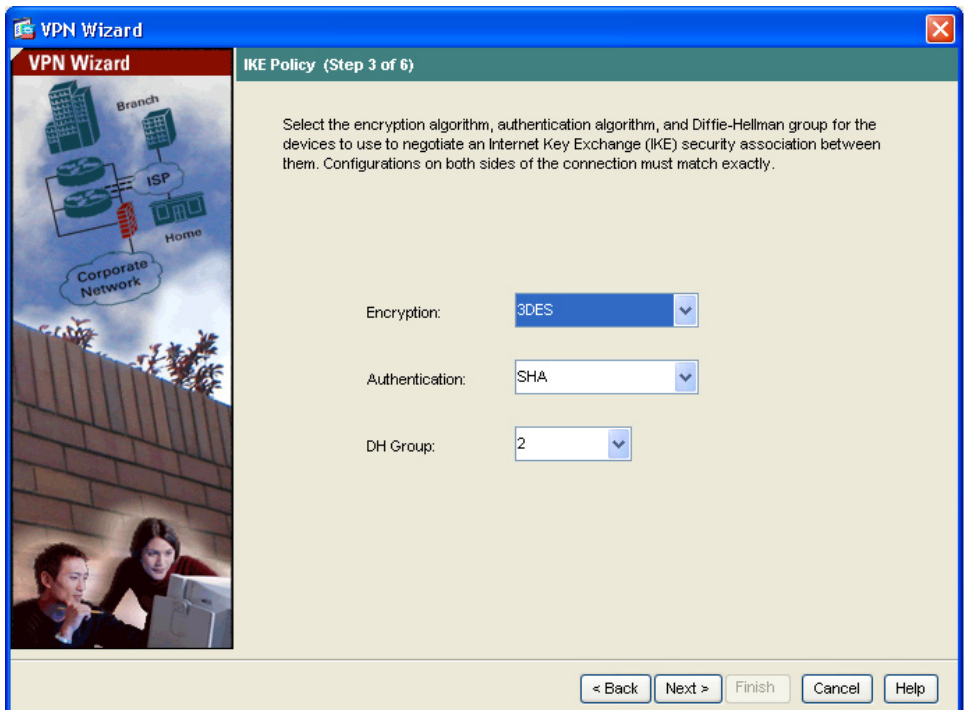 VPN Wizard
VPN Wizard
IKE Policy (Step 3 of 6)
Branch
ISP
Home
Corporate
Network
Select the encryption algorithm, authentication algorithm, and Diffie-Hellman group for the
devices to use to negotiate an Internet Key Exchange (IKE) security association between
them. Configurations on both sides of the connection must match exactly.
Encryption: 3DES
Authentication: SHA
DH Group: 2
< Back Next > Finish Cancel Help